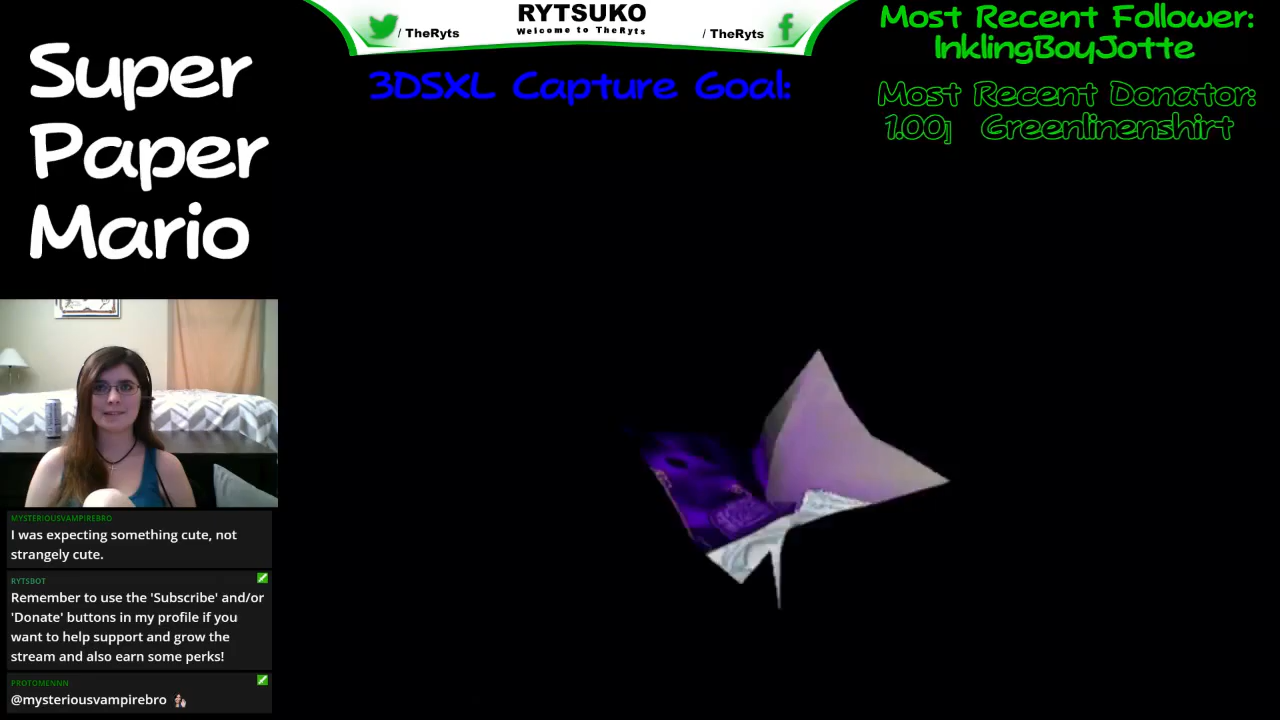 Super
Paper
Mario
RYTSUKO
Welcome to TheRyts
/ TheRyts
/ TheRyts
3DSXL Capture Goal:
Most Recent Follower:
InklingBoyJotte
Most Recent Donator:
1.00] Greenlinenshirt
MYSTERIOUSVAMPIREBRO
I was expecting something cute, not
strangely cute.
RYTSBOT
Remember to use the 'Subscribe' and/or
'Donate' buttons in my profile if you
want to help support and grow the
stream and also earn some perks!
PROTOMENNN
@mysteriousvampirebro